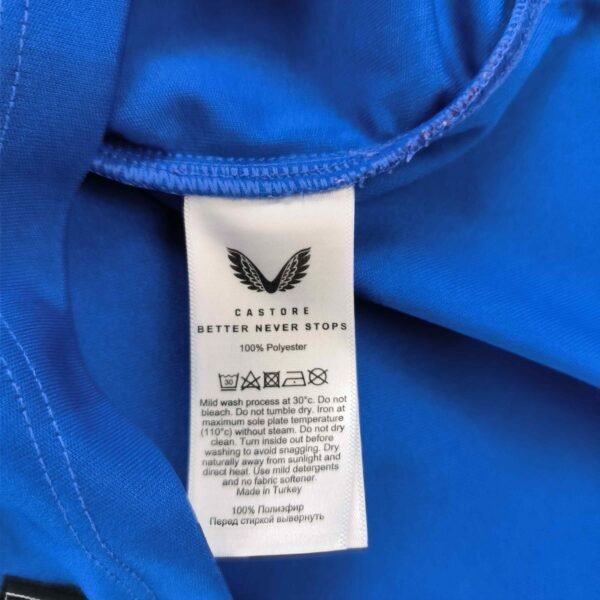 CASTORE
BETTER NEVER STOPS
100% Polyester
30
Mild wash process at 30°c. Do not
bleach. Do not tumble dry. Iron at
maximum sole plate temperature
(110°c) without steam. Do not dry
clean. Turn inside out before
washing to avoid snagging. Dry
naturally away from sunlight and
direct heat. Use mild detergents
and no fabric softener
Made in Turkey
100% Полиэфир
Перед стиркой вывернуть